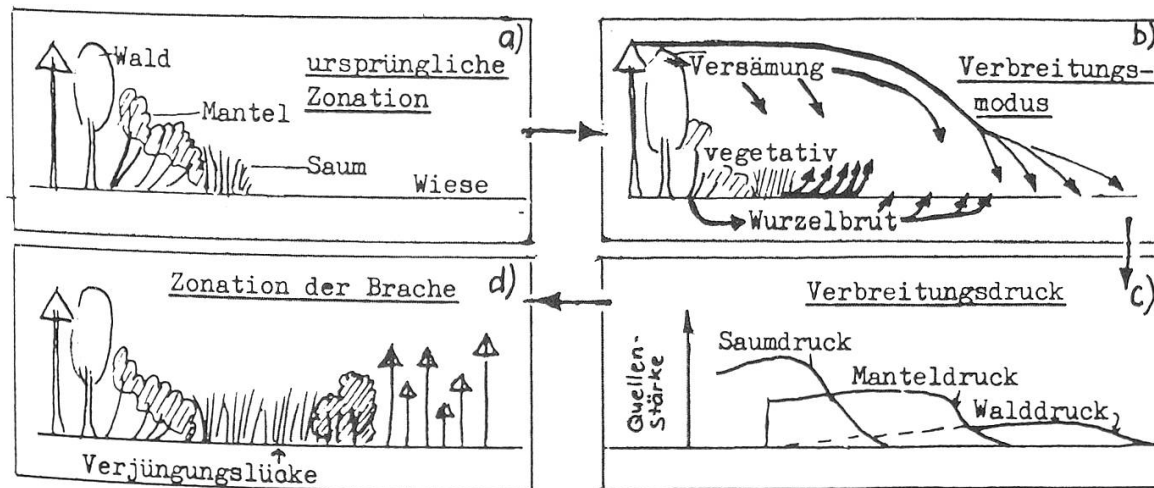 a)
Wald
ursprüngliche
Zonation
Mantel
Saum
Wiese
b)
Versämung
Verbreitungs-
modus
vegetativ
Wurzelbrut
c)
Verbreitungsdruck
Quellen-
Stärke
Saumdruck
Manteldruck
Walddruck
d)
Zonation der Brache
Verjüngungslücke